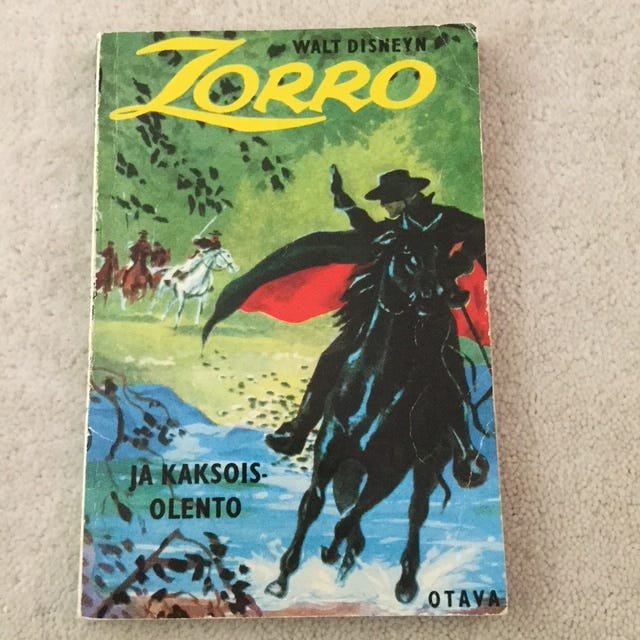 WALT DISNEYN
ZORRO
JA KAKSOIS-
OLENTO
OTAVA